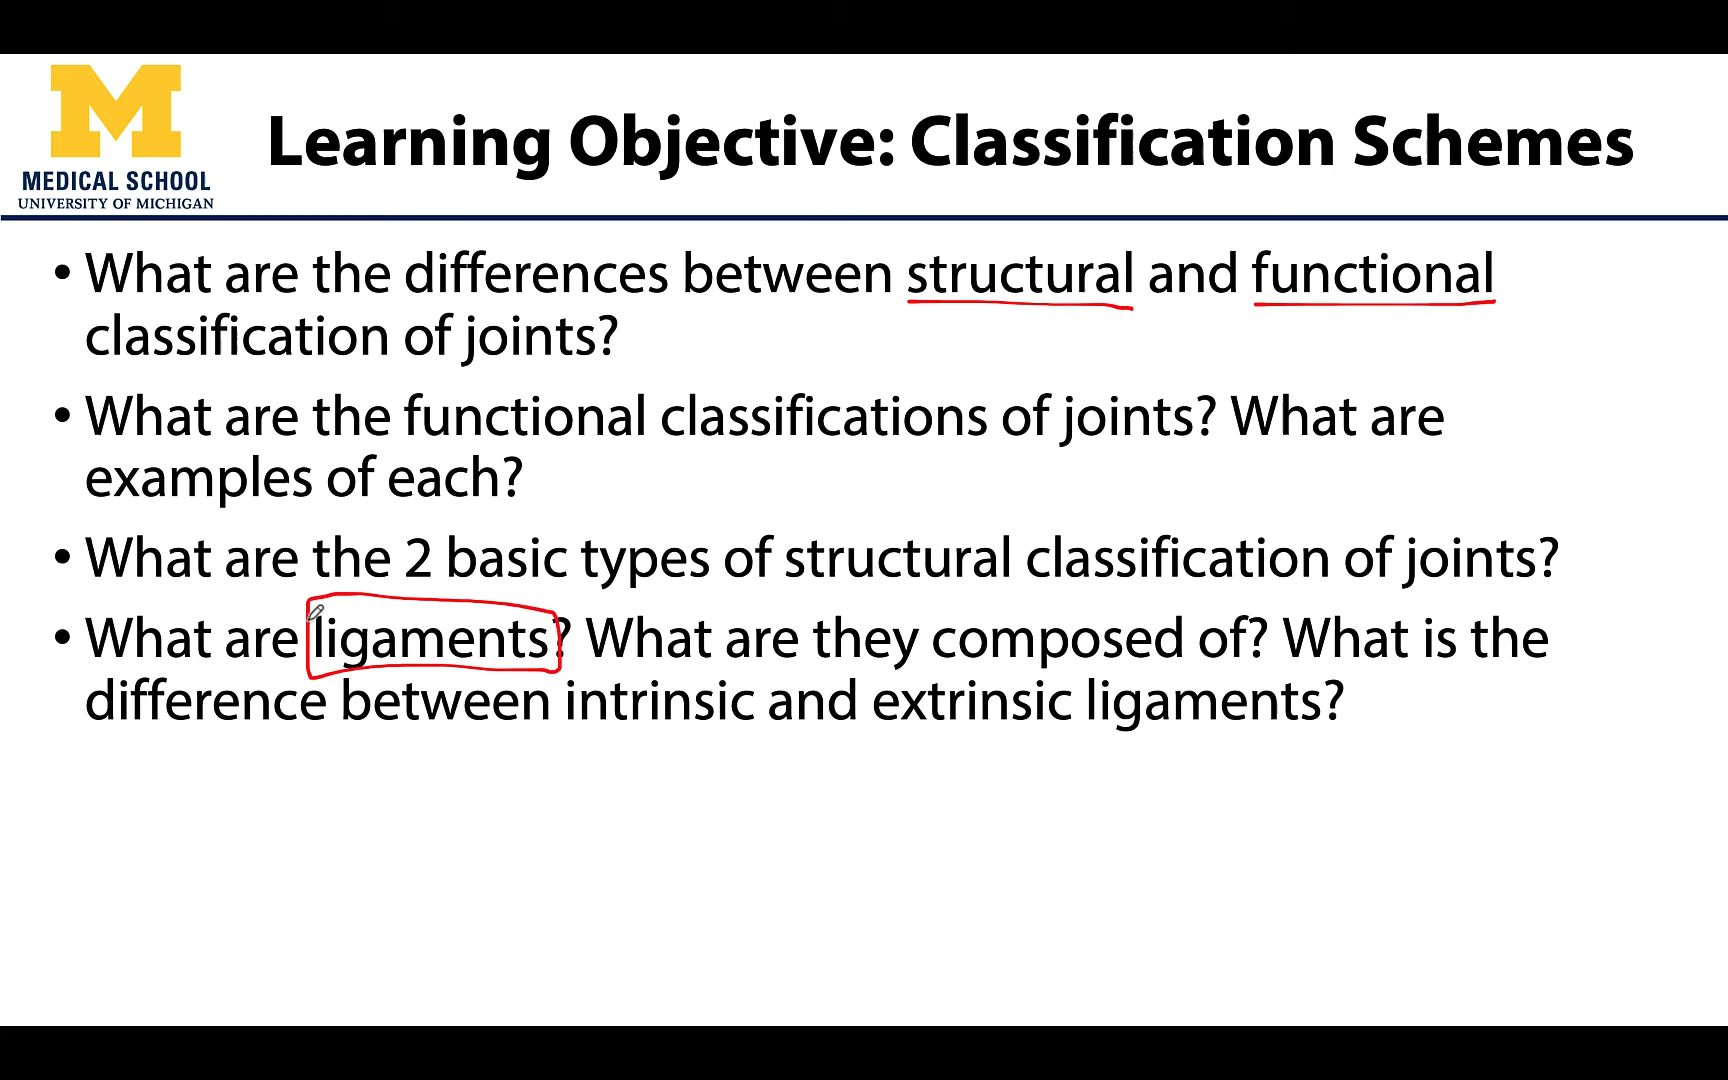 M
MEDICAL SCHOOL
UNIVERSITY OF MICHIGAN
Learning Objective: Classification Schemes
• What are the differences between structural and functional
classification of joints?
• What are the functional classifications of joints? What are
examples of each?
• What are the 2 basic types of structural classification of joints?
• What are ligaments? What are they composed of? What is the
difference between intrinsic and extrinsic ligaments?